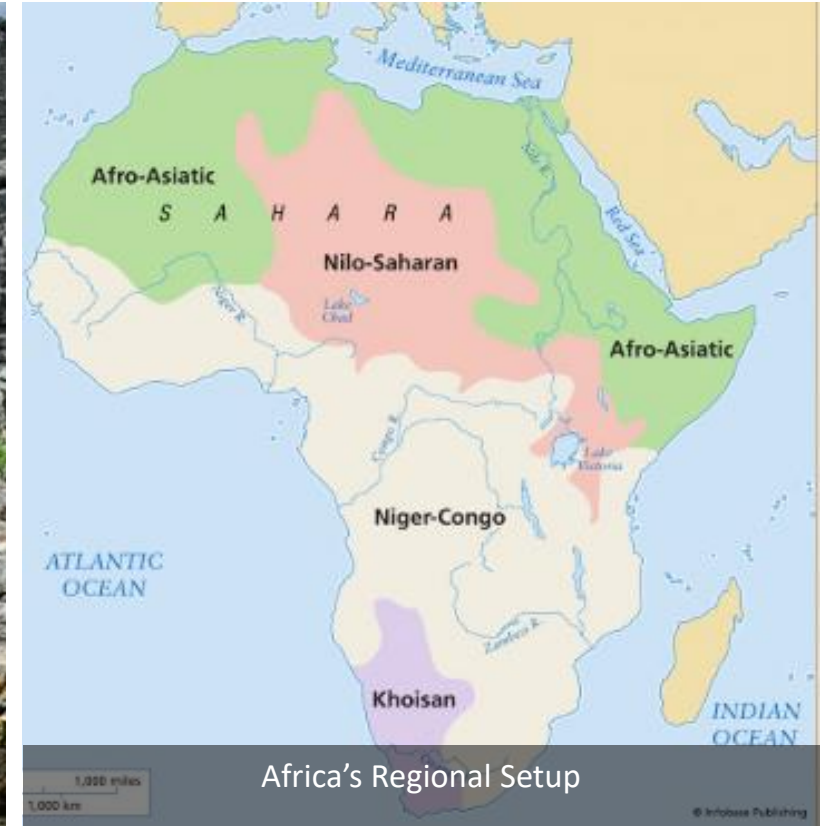 Mediterranean Sea
Afro-Asiatic
Nile R.
S A H A R A
Red Sea
Nilo-Saharan
Lake
Chad
Niger R.
Afro-Asiatic
Congo R.
Lake
Victoria
Niger-Congo
ATLANTIC
OCEAN
Zambezi R.
Khoisan
INDIAN
OCEAN
1,000 miles
1,000 km
Africa’s Regional Setup
© Infobase Publishing